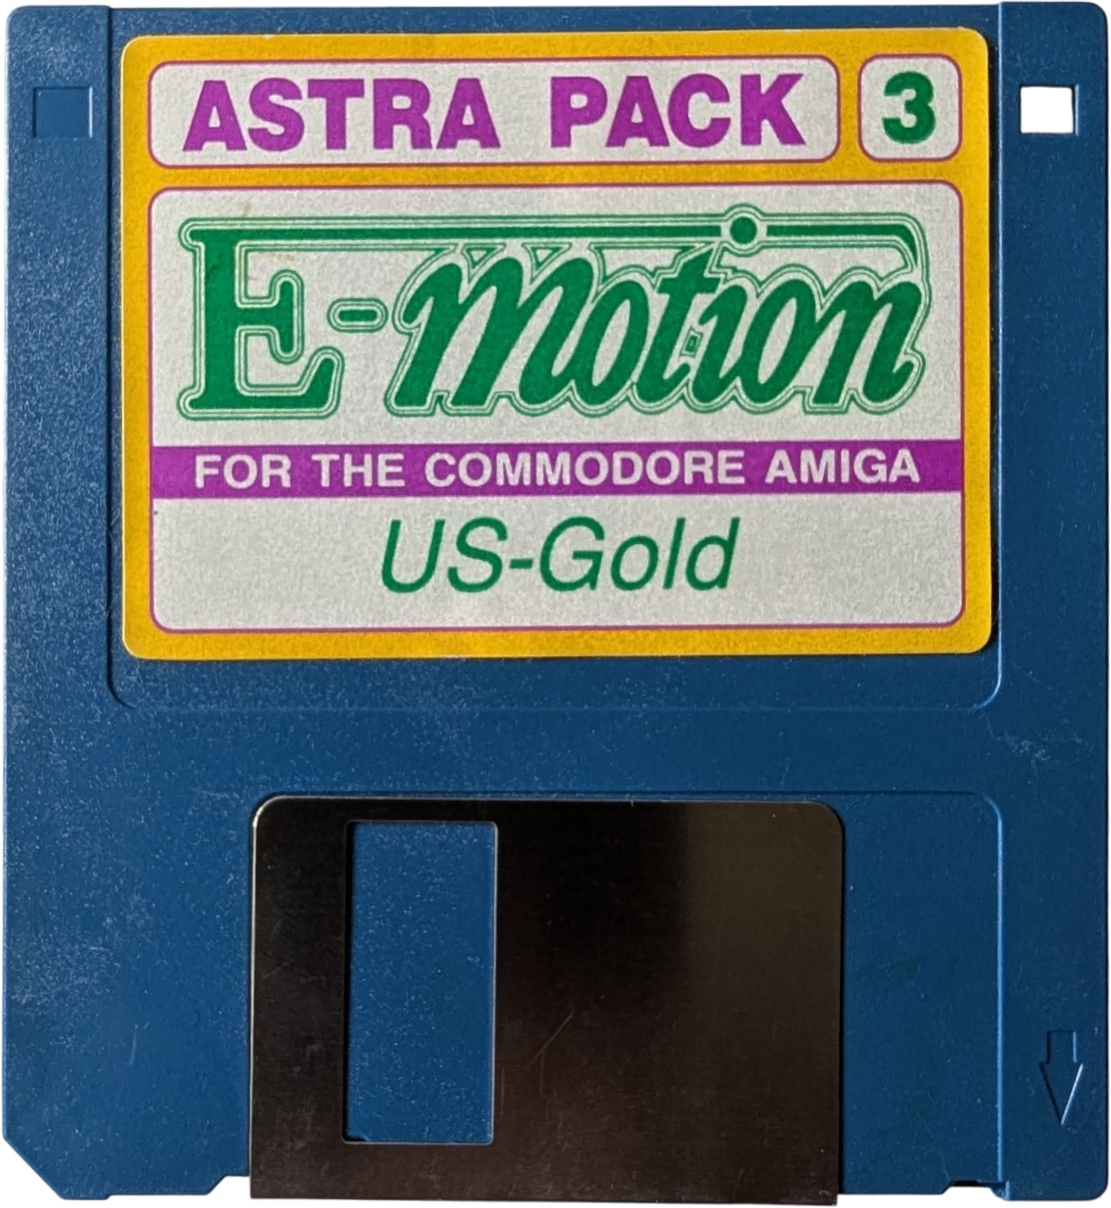 ASTRA PACK 3
E-motion
FOR THE COMMODORE AMIGA
US-Gold